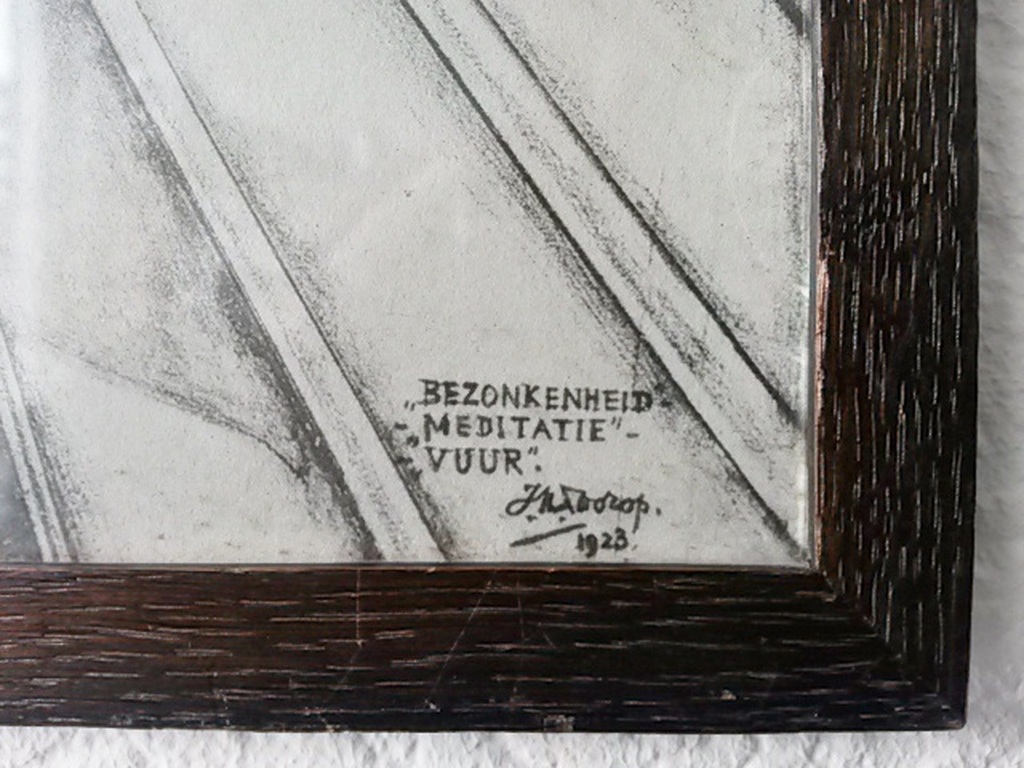 „BEZONKENHEID-
-„MEDITATIE"-
-„VUUR".
J.Th.Toorop.
1923.